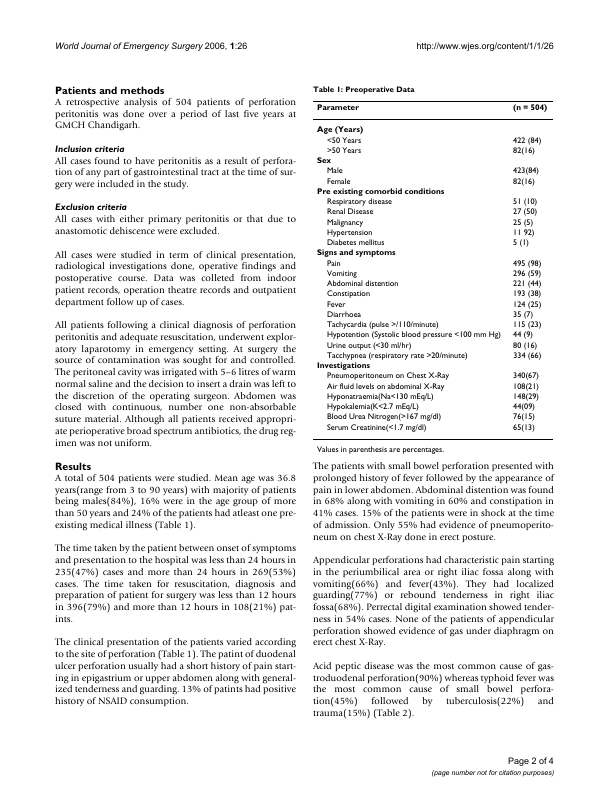 World Journal of Emergency Surgery 2006, 1:26
http://www.wjes.org/content/1/1/26
Patients and methods
A retrospective analysis of 504 patients of perforation
peritonitis was done over a period of last five years at
GMCH Chandigarh.
Inclusion criteria
All cases found to have peritonitis as a result of perfora-
tion of any part of gastrointestinal tract at the time of sur-
gery were included in the study.
Exclusion criteria
All cases with either primary peritonitis or that due to
anastomotic dehiscence were excluded.
All cases were studied in term of clinical presentation,
radiological investigations done, operative findings and
postoperative course. Data was colleted from indoor
patient records, operation theatre records and outpatient
department follow up of cases.
All patients following a clinical diagnosis of perforation
peritonitis and adequate resuscitation, underwent explor-
atory laparotomy in emergency setting. At surgery the
source of contamination was sought for and controlled.
The peritoneal cavity was irrigated with 5–6 litres of warm
normal saline and the decision to insert a drain was left to
the discretion of the operating surgeon. Abdomen was
closed with continuous, number one non-absorbable
suture material. Although all patients received appropri-
ate perioperative broad spectrum antibiotics, the drug reg-
imen was not uniform.
Results
A total of 504 patients were studied. Mean age was 36.8
years(range from 3 to 90 years) with majority of patients
being males(84%), 16% were in the age group of more
than 50 years and 24% of the patients had atleast one pre-
existing medical illness (Table 1).
The time taken by the patient between onset of symptoms
and presentation to the hospital was less than 24 hours in
235(47%) cases and more than 24 hours in 269(53%)
cases. The time taken for resuscitation, diagnosis and
preparation of patient for surgery was less than 12 hours
in 396(79%) and more than 12 hours in 108(21%) pat-
ints.
The clinical presentation of the patients varied according
to the site of perforation (Table 1). The patint of duodenal
ulcer perforation usually had a short history of pain start-
ing in epigastrium or upper abdomen along with general-
ized tenderness and guarding. 13% of patints had positive
history of NSAID consumption.
Table 1: Preoperative Data
Parameter (n = 504)
Age (Years)
<50 Years 422 (84)
>50 Years 82(16)
Sex
Male 423(84)
Female 82(16)
Pre existing comorbid conditions
Respiratory disease 51 (10)
Renal Disease 27 (50)
Malignancy 25 (5)
Hypertension 11 92)
Diabetes mellitus 5 (1)
Signs and symptoms
Pain 495 (98)
Vomiting 296 (59)
Abdominal distention 221 (44)
Constipation 193 (38)
Fever 124 (25)
Diarrhoea 35 (7)
Tachycardia (pulse >/110/minute) 115 (23)
Hypotention (Systolic blood pressure <100 mm Hg) 44 (9)
Urine output (<30 ml/hr) 80 (16)
Tacchypnea (respiratory rate >20/minute) 334 (66)
Investigations
Pneumoperitoneum on Chest X-Ray 340(67)
Air fluid levels on abdominal X-Ray 108(21)
Hyponatraemia(Na<130 mEq/L) 148(29)
Hypokalemia(K<2.7 mEq/L) 44(09)
Blood Urea Nitrogen(>167 mg/dl) 76(15)
Serum Creatinine(<1.7 mg/dl) 65(13)
Values in parenthesis are percentages.
The patients with small bowel perforation presented with
prolonged history of fever followed by the appearance of
pain in lower abdomen. Abdominal distention was found
in 68% along with vomiting in 60% and constipation in
41% cases. 15% of the patients were in shock at the time
of admission. Only 55% had evidence of pneumoperito-
neum on chest X-Ray done in erect posture.
Appendicular perforations had characteristic pain starting
in the periumbilical area or right iliac fossa along with
vomiting(66%) and fever(43%). They had localized
guarding(77%) or rebound tenderness in right iliac
fossa(68%). Perrectal digital examination showed tender-
ness in 54% cases. None of the patients of appendicular
perforation showed evidence of gas under diaphragm on
erect chest X-Ray.
Acid peptic disease was the most common cause of gas-
troduodenal perforation(90%) whereas typhoid fever was
the most common cause of small bowel perfora-
tion(45%) followed by tuberculosis(22%) and
trauma(15%) (Table 2).
Page 2 of 4
(page number not for citation purposes)